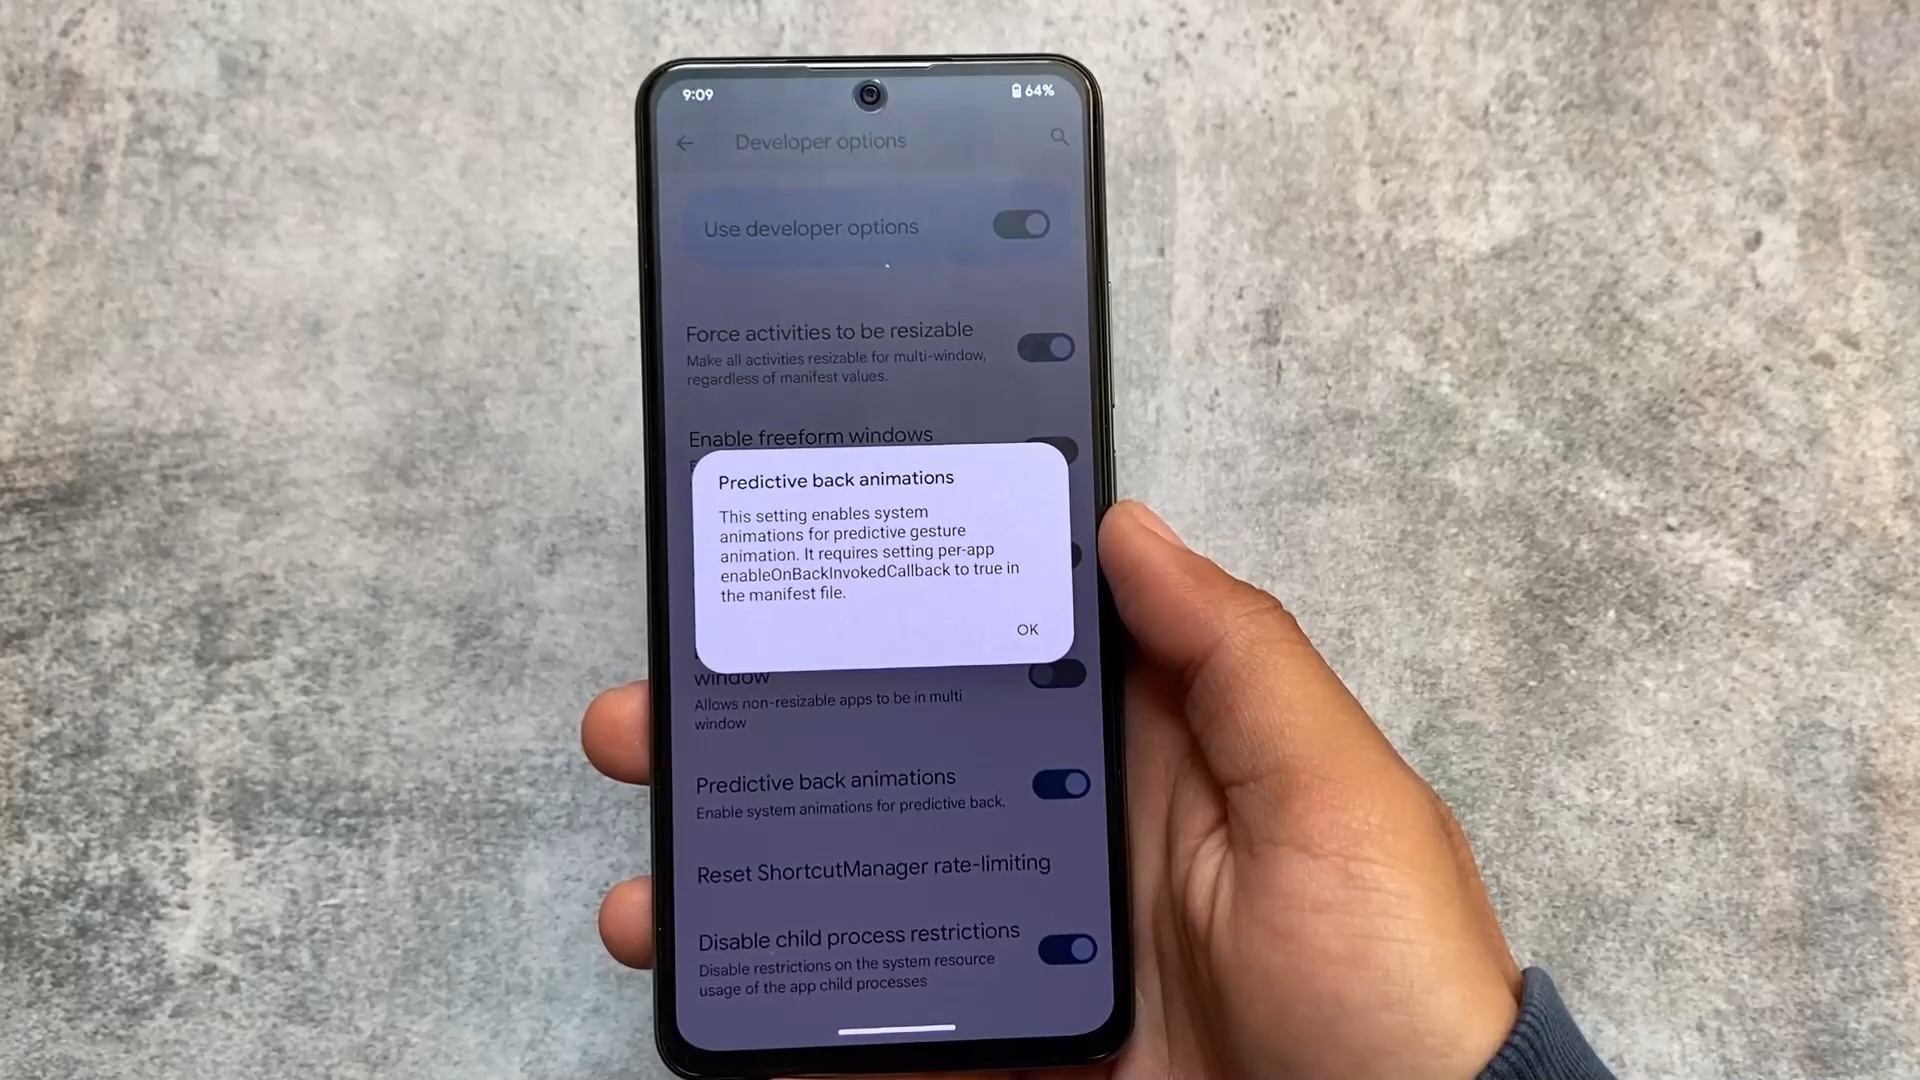 9:09
64%
Developer options
Use developer options
Force activities to be resizable
Make all activities resizable for multi-window,
regardless of manifest values.
Enable freeform windows
Predictive back animations
This setting enables system
animations for predictive gesture
animation. It requires setting per-app
enableOnBackInvokedCallback to true in
the manifest file.
OK
window
Allows non-resizable apps to be in multi
window
Predictive back animations
Enable system animations for predictive back.
Reset ShortcutManager rate-limiting
Disable child process restrictions
Disable restrictions on the system resource
usage of the app child processes